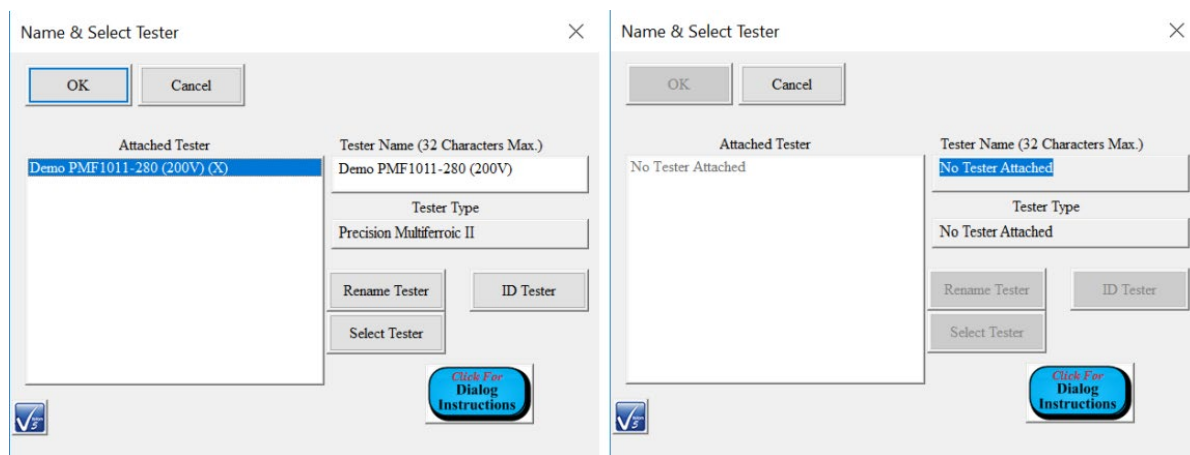 Name & Select Tester
OK
Cancel
Attached Tester
Tester Name (32 Characters Max.)
Demo PMF1011-280 (200V) (X)
Demo PMF1011-280 (200V)
Tester Type
Precision Multiferroic II
Rename Tester
ID Tester
Select Tester
Click For
Dialog
Instructions
Name & Select Tester
OK
Cancel
Attached Tester
Tester Name (32 Characters Max.)
No Tester Attached
No Tester Attached
Tester Type
No Tester Attached
Rename Tester
ID Tester
Select Tester
Click For
Dialog
Instructions